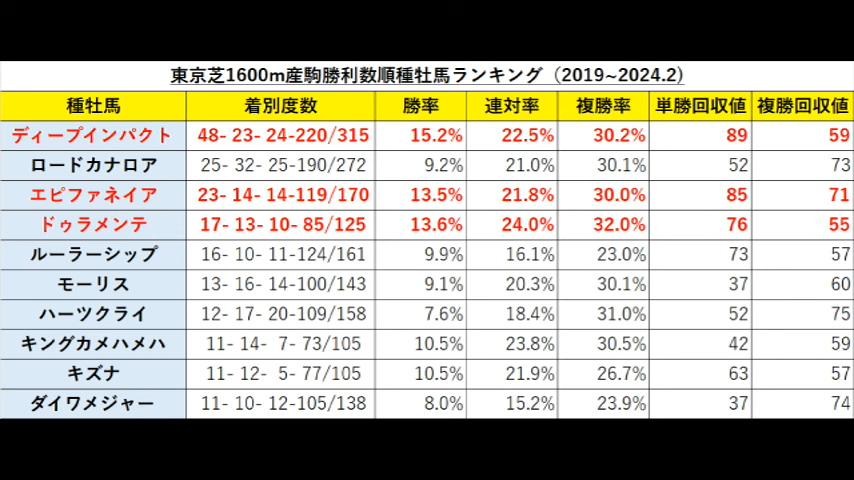 東京芝1600m産駒勝利数順種牡馬ランキング（2019~2024.2）
種牡馬 着別度数 勝率 連対率 複勝率 単勝回収値 複勝回収値
ディープインパクト 48- 23- 24-220/315 15.2% 22.5% 30.2% 89 59
ロードカナロア 25- 32- 25-190/272 9.2% 21.0% 30.1% 52 73
エピファネイア 23- 14- 14-119/170 13.5% 21.8% 30.0% 85 71
ドゥラメンテ 17- 13- 10- 85/125 13.6% 24.0% 32.0% 76 55
ルーラーシップ 16- 10- 11-124/161 9.9% 16.1% 23.0% 73 57
モーリス 13- 16- 14-100/143 9.1% 20.3% 30.1% 37 60
ハーツクライ 12- 17- 20-109/158 7.6% 18.4% 31.0% 52 75
キングカメハメハ 11- 14- 7- 73/105 10.5% 23.8% 30.5% 42 59
キズナ 11- 12- 5- 77/105 10.5% 21.9% 26.7% 63 57
ダイワメジャー 11- 10- 12-105/138 8.0% 15.2% 23.9% 37 74